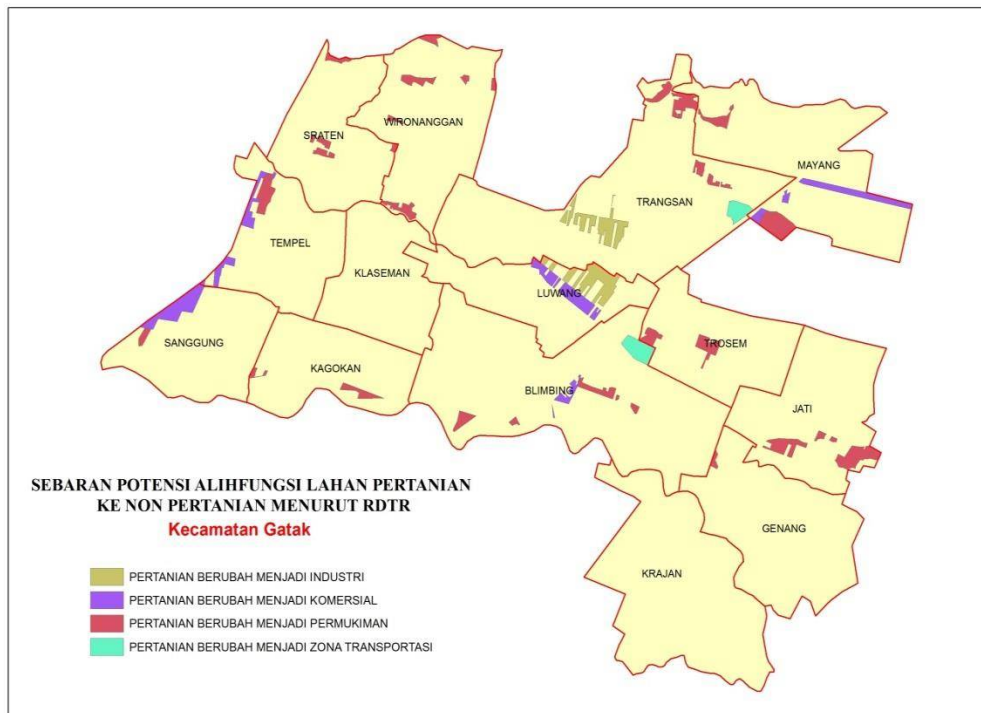 WIRONANGGAN
SRATEN
MAYANG
TRANGSAN
TEMPEL
KLASEMAN
LUWANG
SANGGUNG
TROSEM
KAGOKAN
BLIMBING
JATI
SEBARAN POTENSI ALIHFUNGSI LAHAN PERTANIAN
KE NON PERTANIAN MENURUT RDTR
Kecamatan Gatak
GENANG
KRAJAN
PERTANIAN BERUBAH MENJADI INDUSTRI
PERTANIAN BERUBAH MENJADI KOMERSIAL
PERTANIAN BERUBAH MENJADI PERMUKIMAN
PERTANIAN BERUBAH MENJADI ZONA TRANSPORTASI